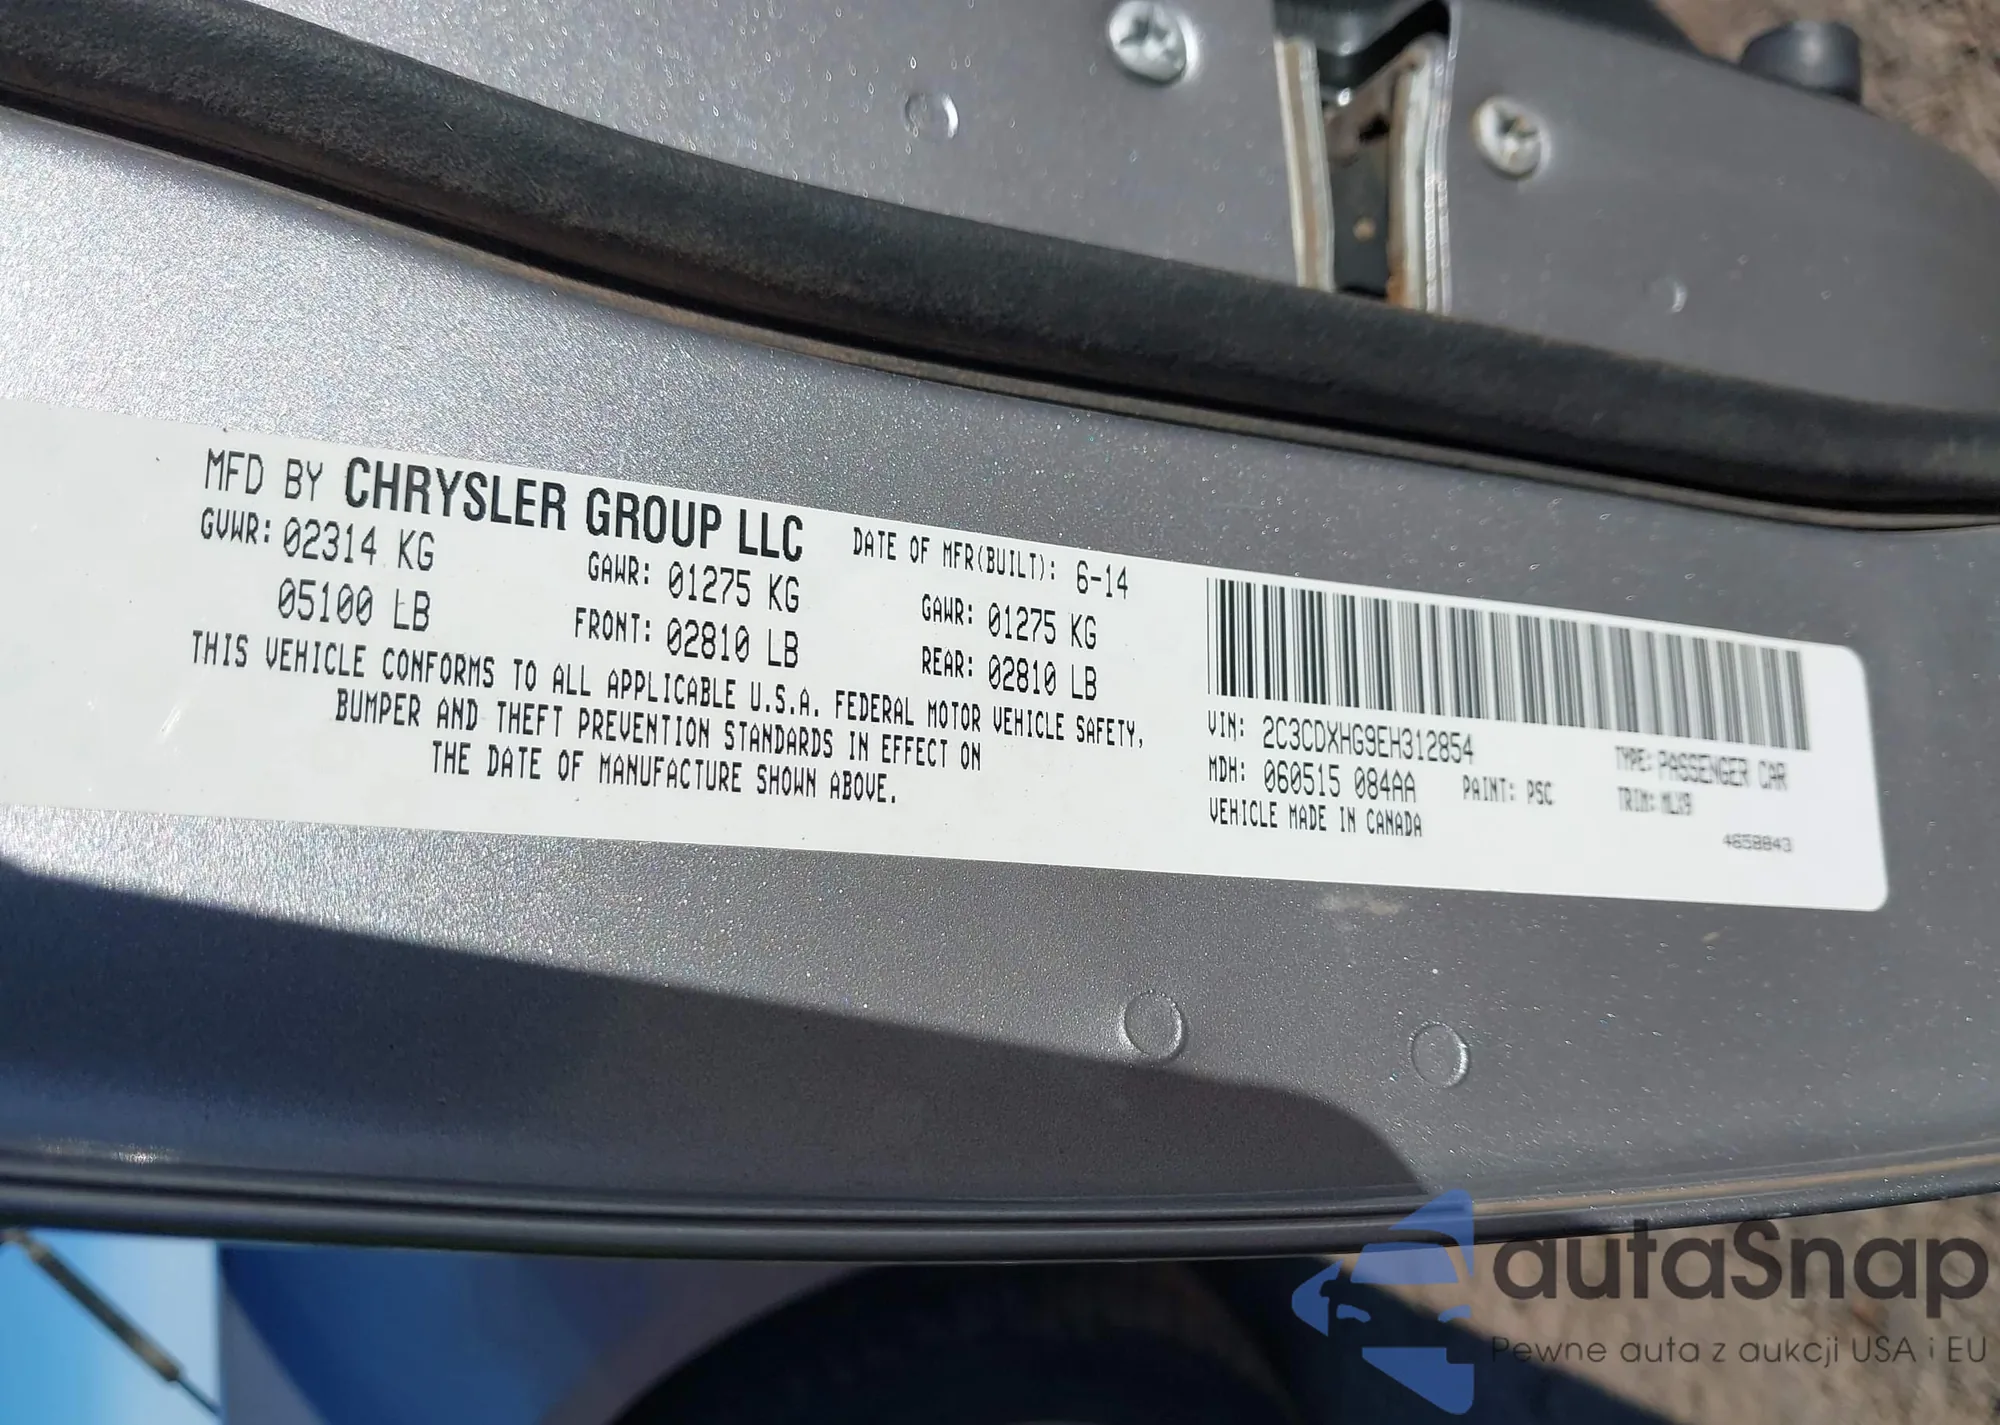 MFD BY CHRYSLER GROUP LLC DATE OF MFR(BUILT): 6-14
GVWR: 02314 KG GAWR: 01275 KG GAWR: 01275 KG
05100 LB FRONT: 02810 LB REAR: 02810 LB
THIS VEHICLE CONFORMS TO ALL APPLICABLE U.S.A. FEDERAL MOTOR VEHICLE SAFETY,
BUMPER AND THEFT PREVENTION STANDARDS IN EFFECT ON
THE DATE OF MANUFACTURE SHOWN ABOVE.
VIN: 2C3CDXHG9EH312854 TYPE: PASSENGER CAR
MDH: 060515 084AA PAINT: PSC TRIM: MLX9
VEHICLE MADE IN CANADA
4658843
autaSnap
Pewne auta z aukcji USA i EU